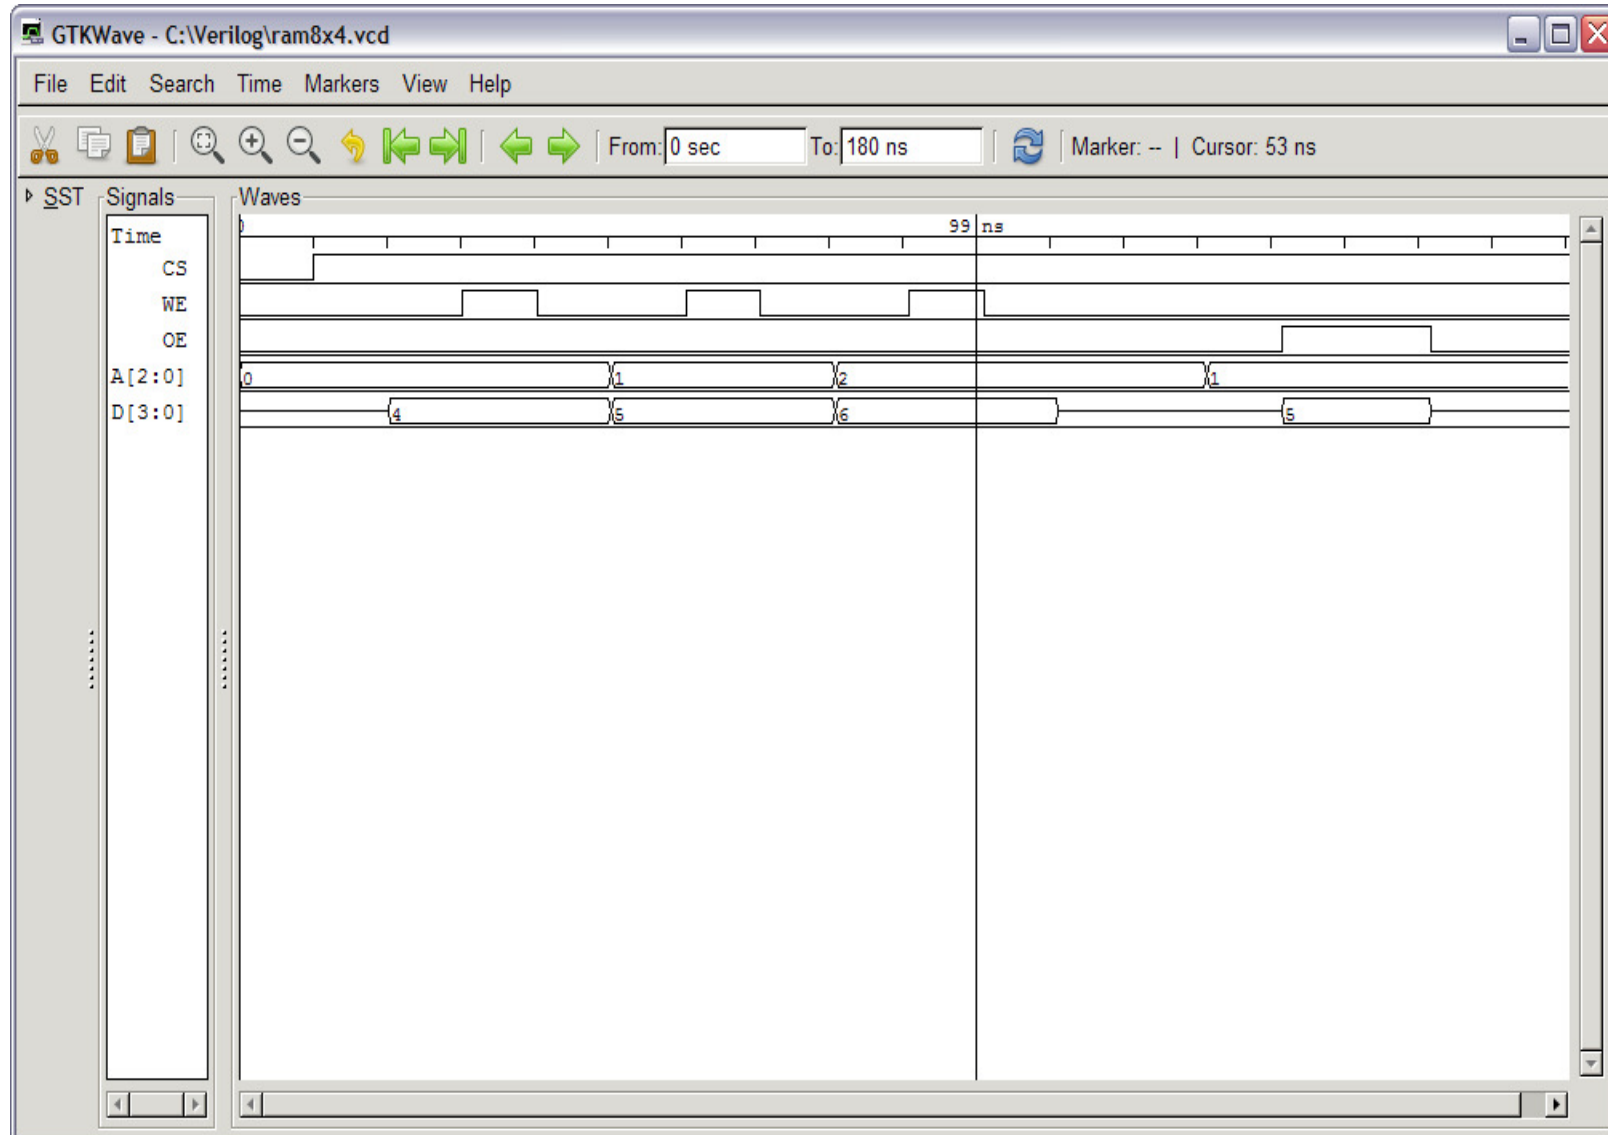 GTKWave - C:\Verilog\ram8x4.vcd
File Edit Search Time Markers View Help
From: 0 sec To: 180 ns Marker: -- | Cursor: 53 ns
SST Signals Waves
Time 0 99 ns
CS
WE
OE
A[2:0] 0 1 2 1
D[3:0] 4 5 6 5